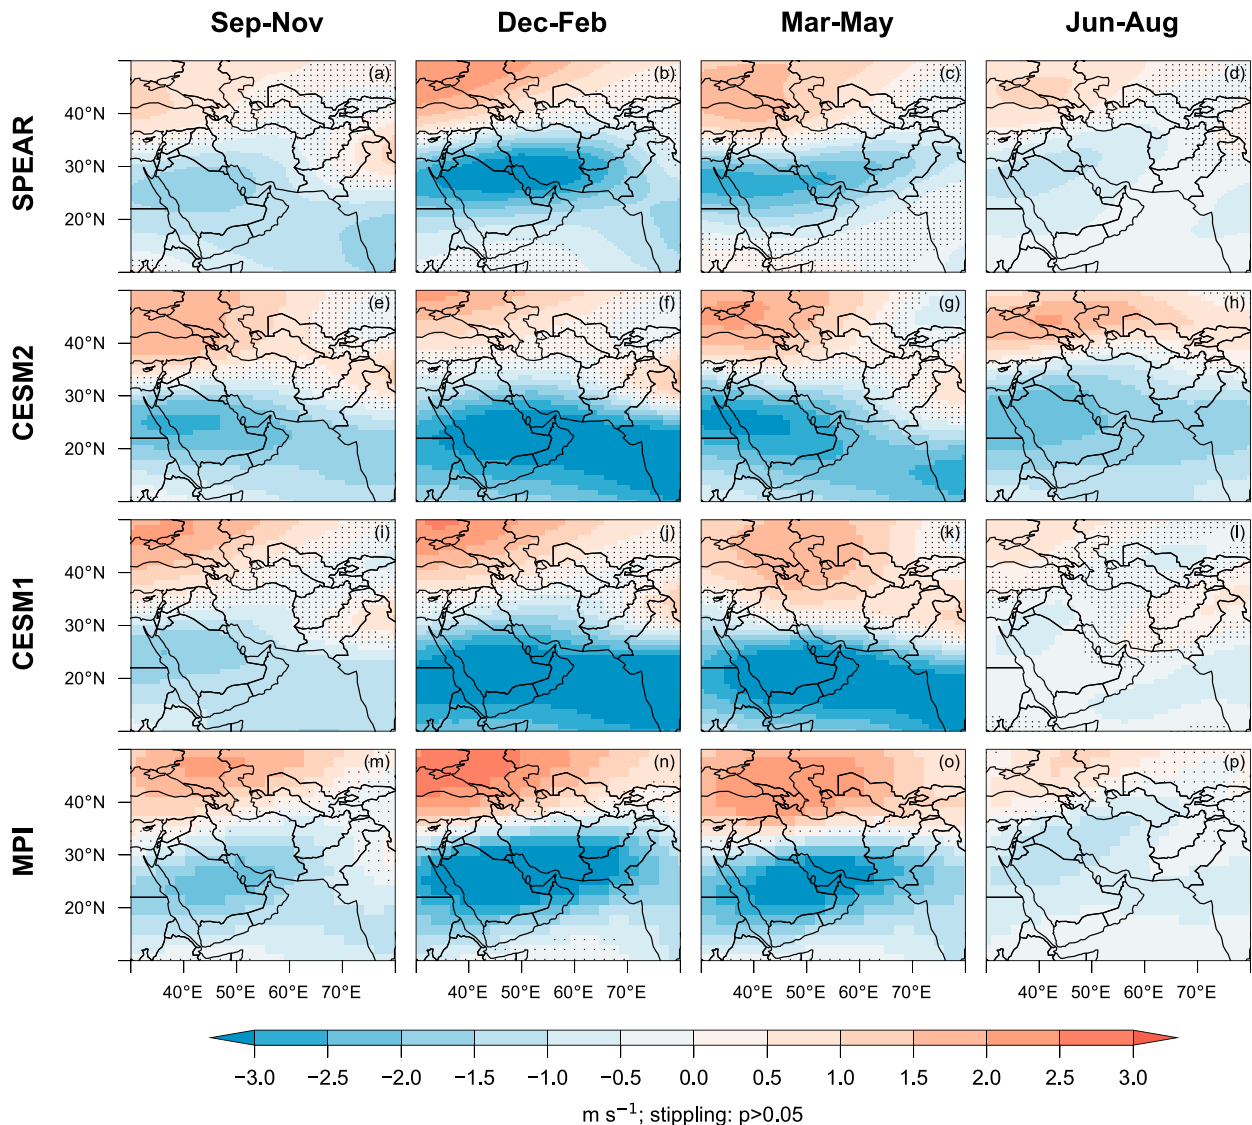 Sep-Nov Dec-Feb Mar-May Jun-Aug
SPEAR
40°N
30°N
20°N
(a) (b) (c) (d)
CESM2
40°N
30°N
20°N
(e) (f) (g) (h)
CESM1
40°N
30°N
20°N
(i) (j) (k) (l)
MPI
40°N
30°N
20°N
(m) (n) (o) (p)
40°E 50°E 60°E 70°E 40°E 50°E 60°E 70°E 40°E 50°E 60°E 70°E 40°E 50°E 60°E 70°E
−3.0 −2.5 −2.0 −1.5 −1.0 −0.5 0.0 0.5 1.0 1.5 2.0 2.5 3.0
m s⁻¹; stippling: p>0.05